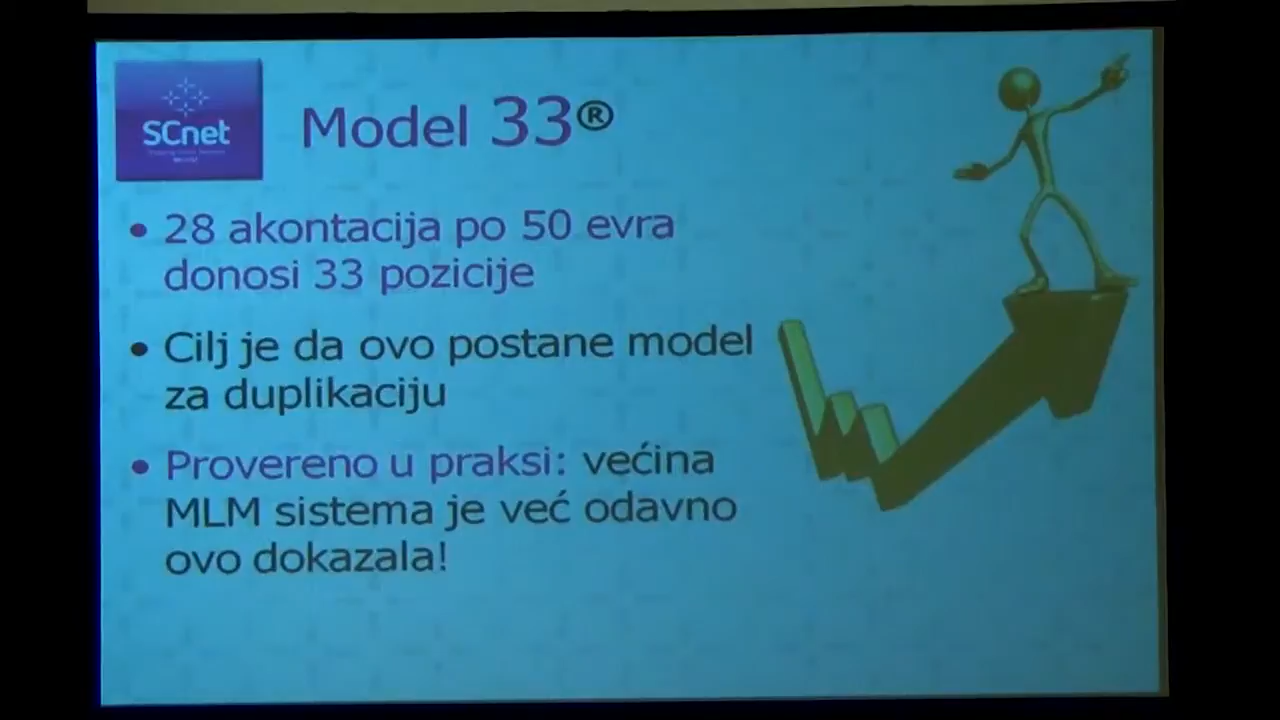 SCnet
Model 33®
• 28 akontacija po 50 evra
donosi 33 pozicije
• Cilj je da ovo postane model
za duplikaciju
• Provereno u praksi: većina
MLM sistema je već odavno
ovo dokazala!